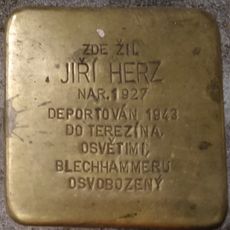 ZDE ŽIL
JIŘÍ HERZ
NAR. 1927
DEPORTOVÁN 1943
DO TEREZÍNA,
OSVĚTIMI,
BLECHHAMMERU
OSVOBOZENÝ